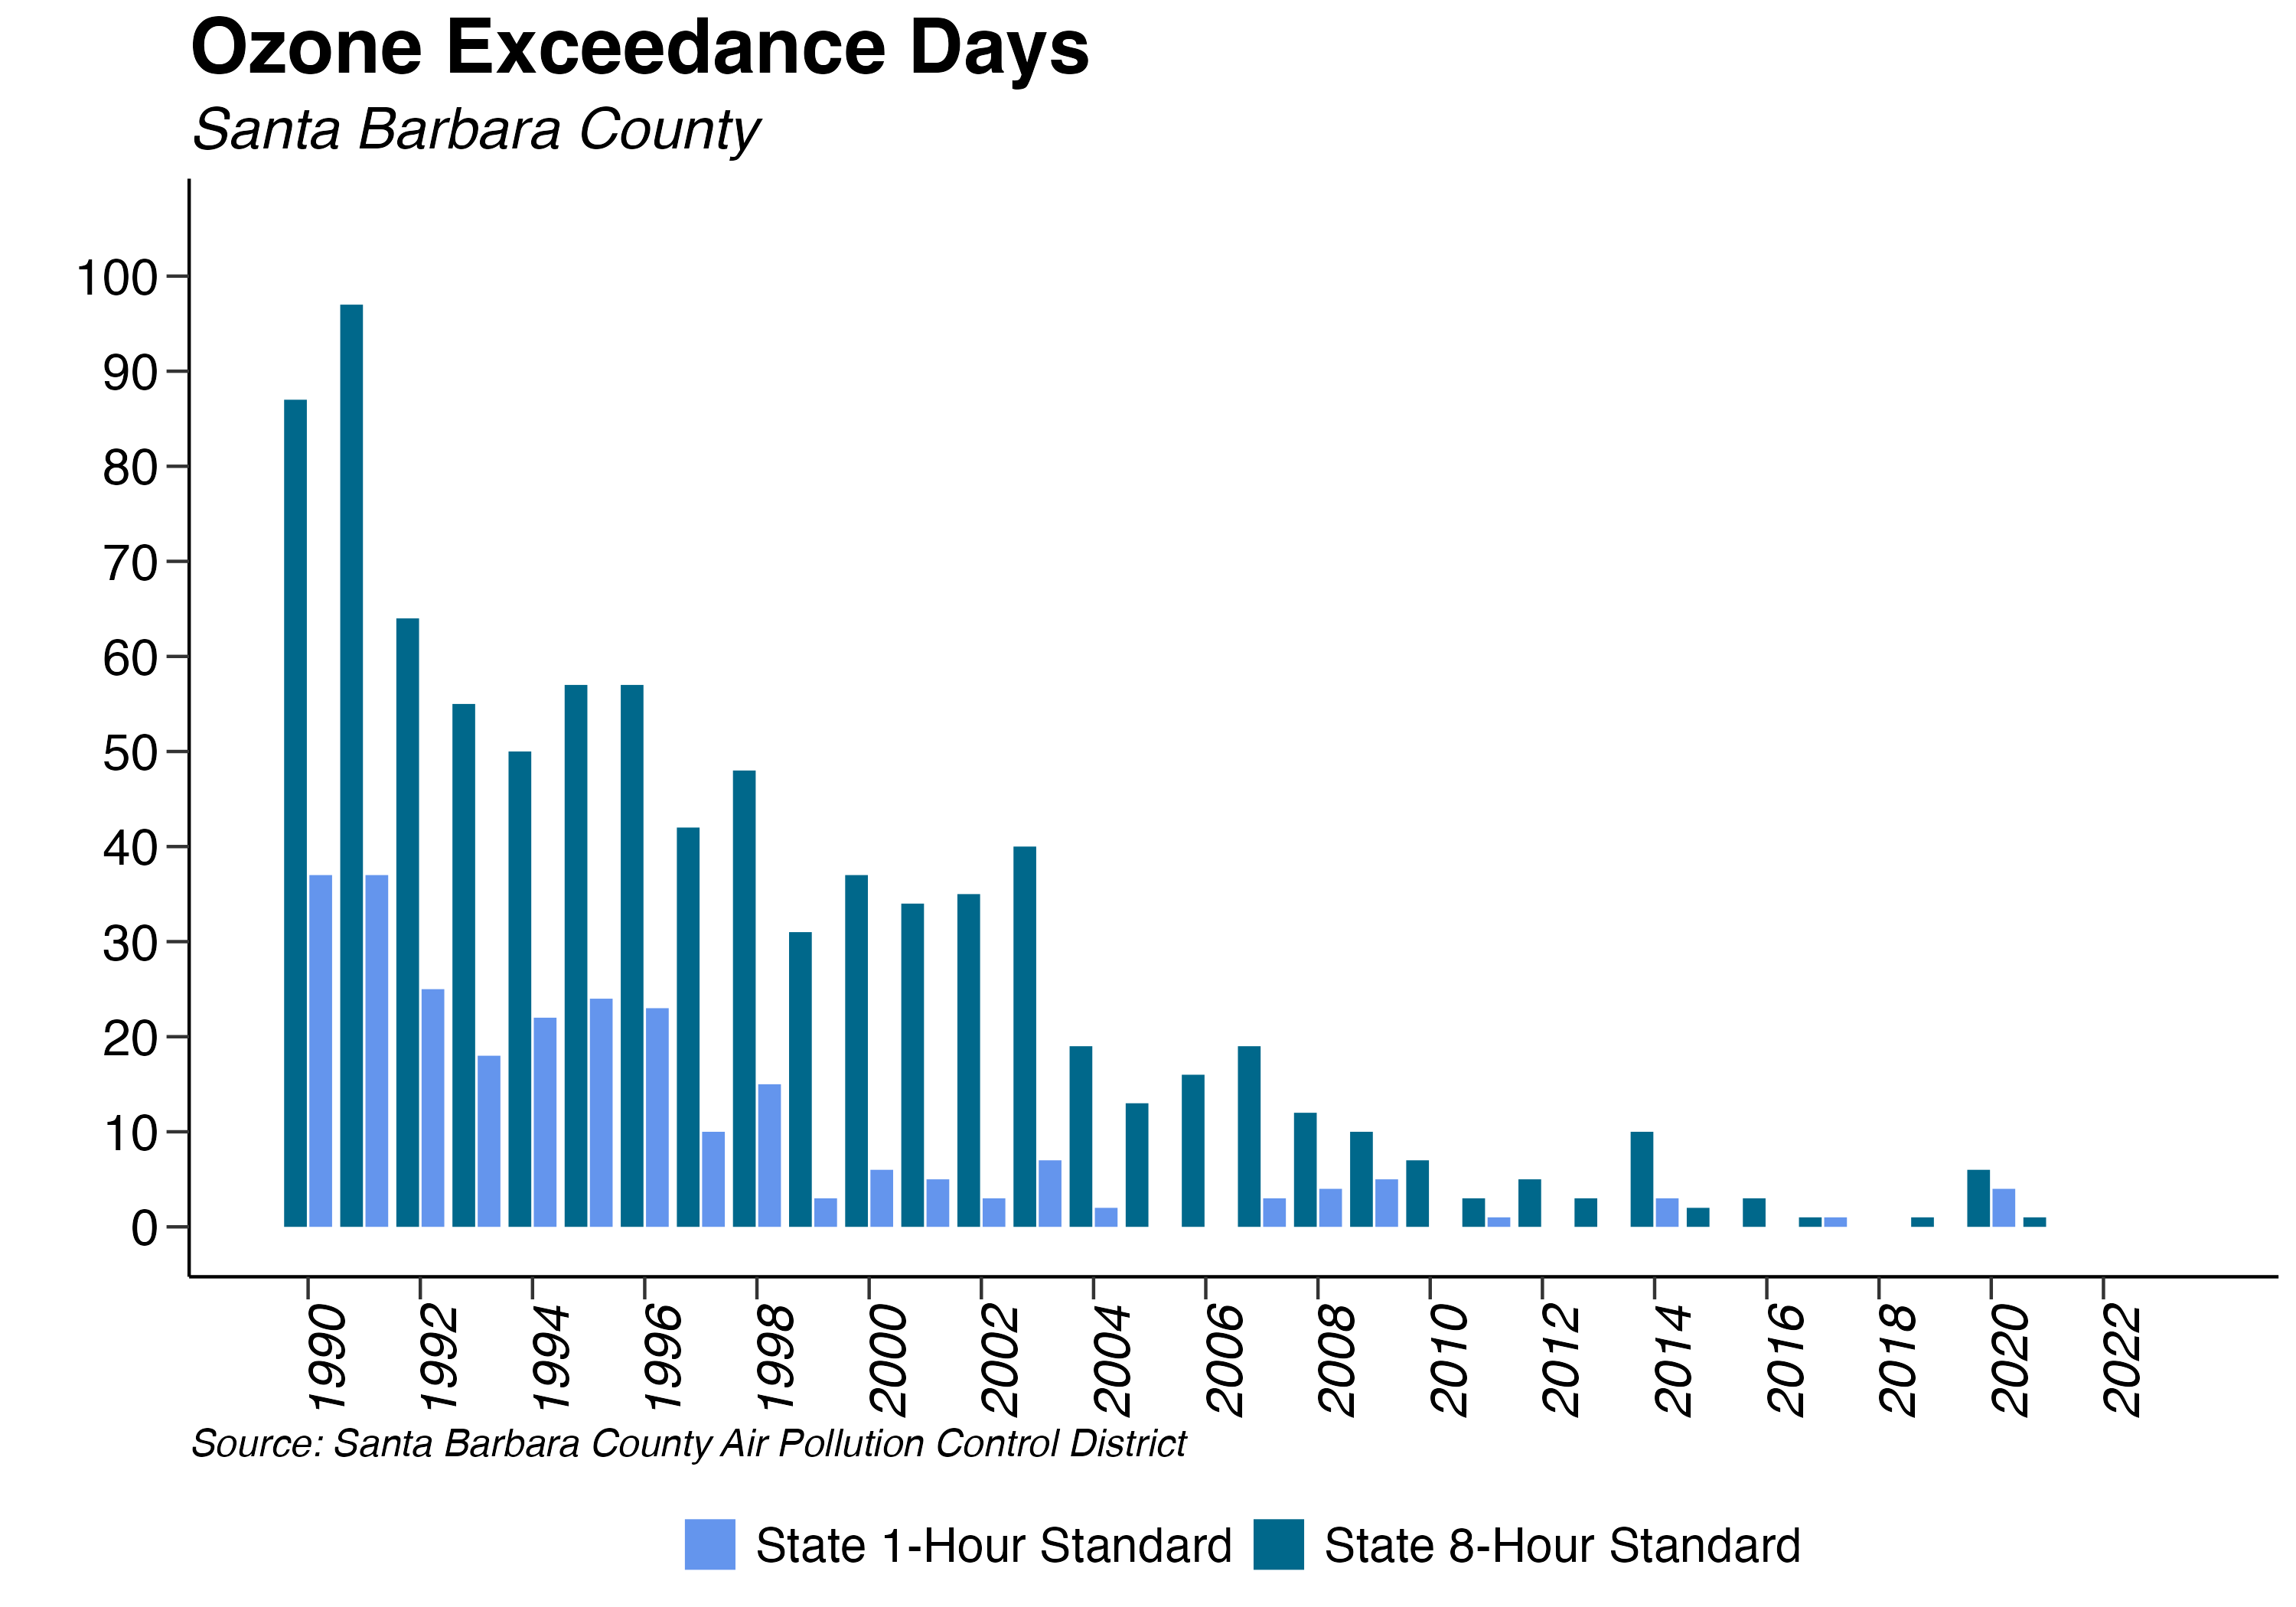 Ozone Exceedance Days
Santa Barbara County
100
90
80
70
60
50
40
30
20
10
0
1990 1992 1994 1996 1998 2000 2002 2004 2006 2008 2010 2012 2014 2016 2018 2020 2022
Source: Santa Barbara County Air Pollution Control District
State 1-Hour Standard State 8-Hour Standard